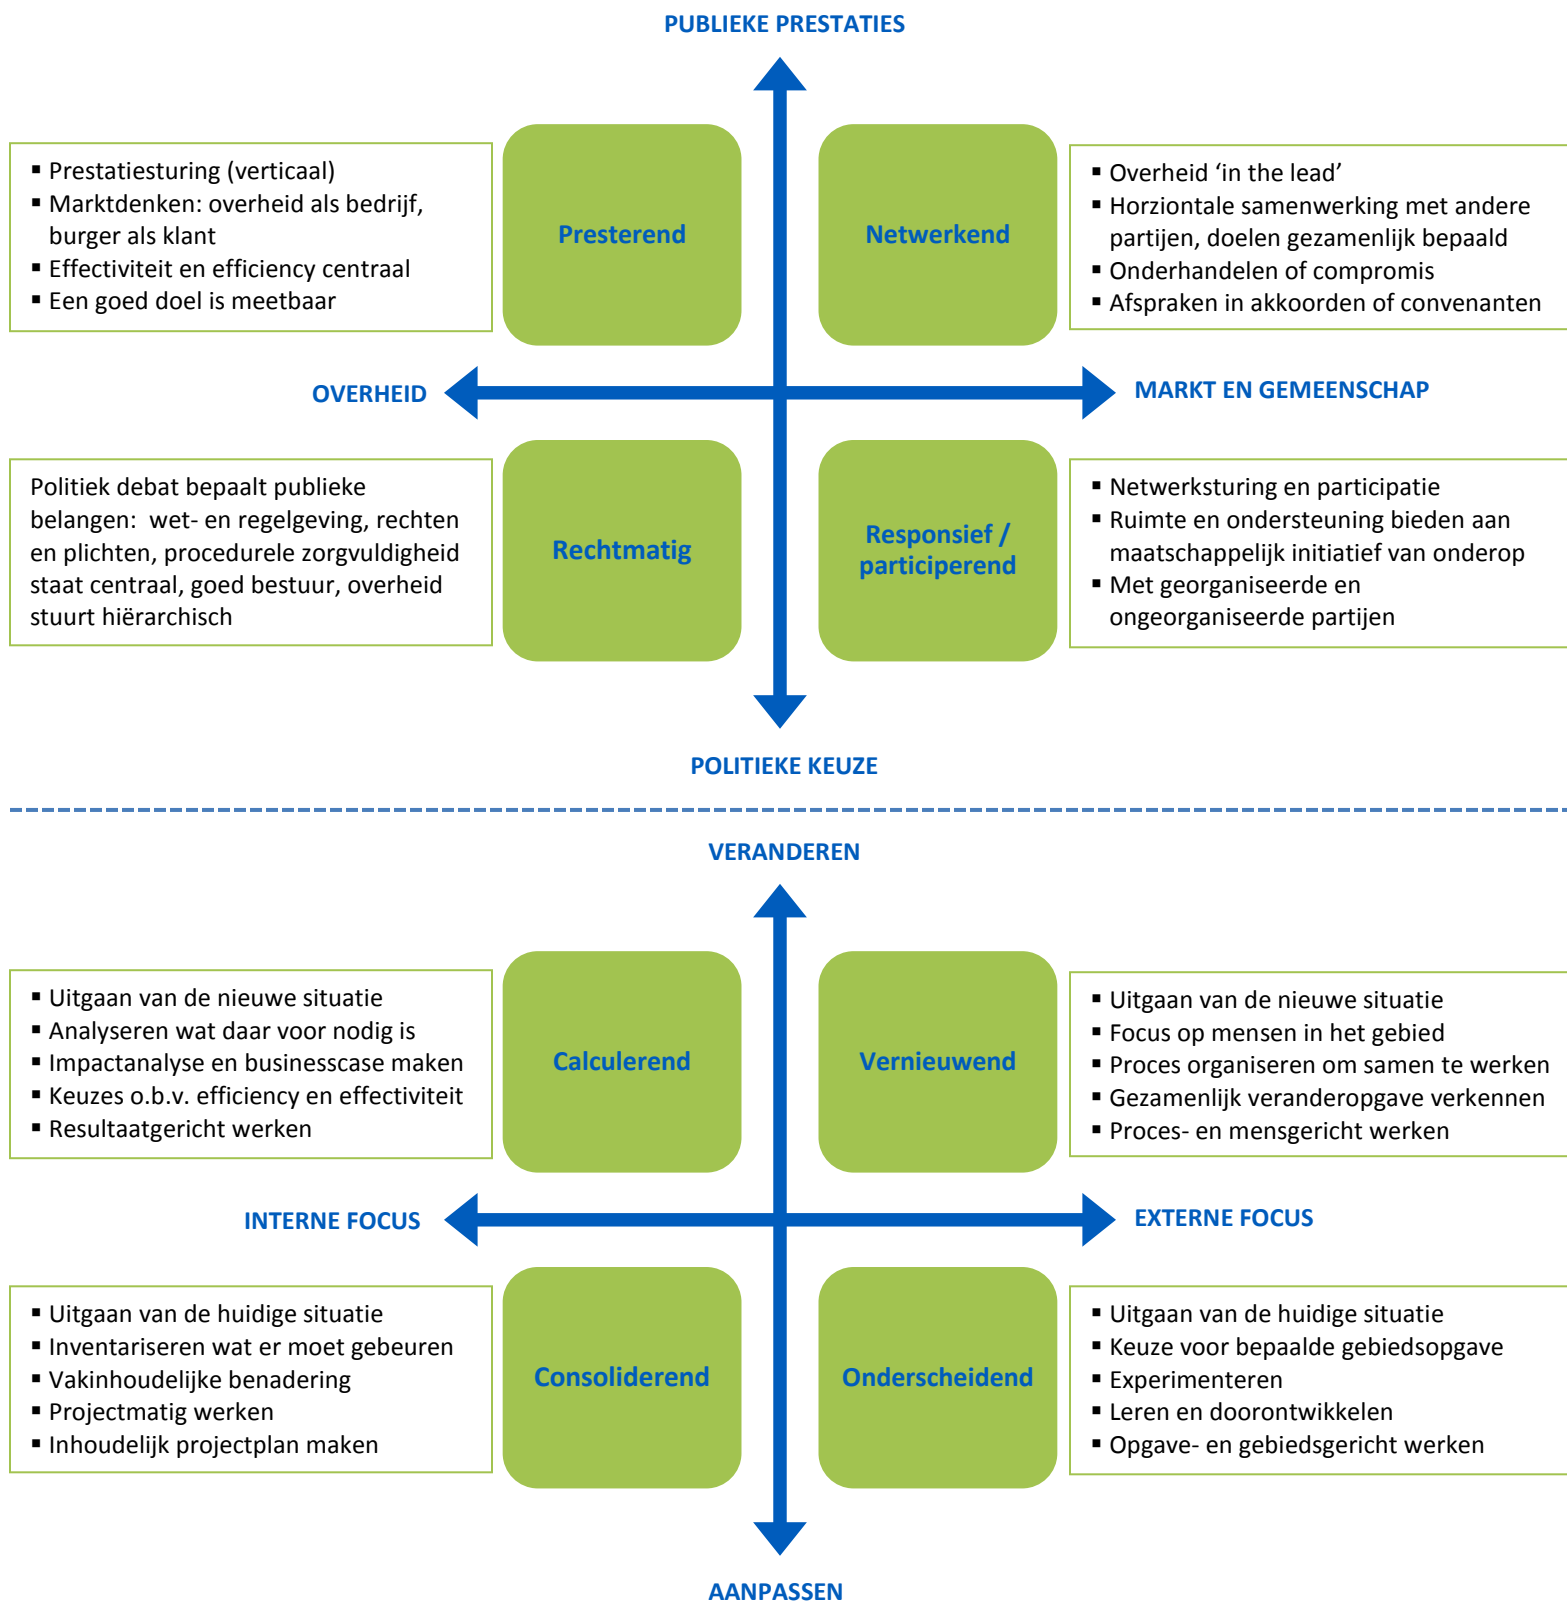 PUBLIEKE PRESTATIES
▪ Prestatiesturing (verticaal)
▪ Marktdenken: overheid als bedrijf,
burger als klant
▪ Effectiviteit en efficiency centraal
▪ Een goed doel is meetbaar
Presterend
Netwerkend
▪ Overheid ‘in the lead’
▪ Horziontale samenwerking met andere
partijen, doelen gezamenlijk bepaald
▪ Onderhandelen of compromis
▪ Afspraken in akkoorden of convenanten
OVERHEID
MARKT EN GEMEENSCHAP
Politiek debat bepaalt publieke
belangen: wet- en regelgeving, rechten
en plichten, procedurele zorgvuldigheid
staat centraal, goed bestuur, overheid
stuurt hiërarchisch
Rechtmatig
Responsief /
participerend
▪ Netwerksturing en participatie
▪ Ruimte en ondersteuning bieden aan
maatschappelijk initiatief van onderop
▪ Met georganiseerde en
ongeorganiseerde partijen
POLITIEKE KEUZE
VERANDEREN
▪ Uitgaan van de nieuwe situatie
▪ Analyseren wat daar voor nodig is
▪ Impactanalyse en businesscase maken
▪ Keuzes o.b.v. efficiency en effectiviteit
▪ Resultaatgericht werken
Calculerend
Vernieuwend
▪ Uitgaan van de nieuwe situatie
▪ Focus op mensen in het gebied
▪ Proces organiseren om samen te werken
▪ Gezamenlijk veranderopgave verkennen
▪ Proces- en mensgericht werken
INTERNE FOCUS
EXTERNE FOCUS
▪ Uitgaan van de huidige situatie
▪ Inventariseren wat er moet gebeuren
▪ Vakinhoudelijke benadering
▪ Projectmatig werken
▪ Inhoudelijk projectplan maken
Consoliderend
Onderscheidend
▪ Uitgaan van de huidige situatie
▪ Keuze voor bepaalde gebiedsopgave
▪ Experimenteren
▪ Leren en doorontwikkelen
▪ Opgave- en gebiedsgericht werken
AANPASSEN